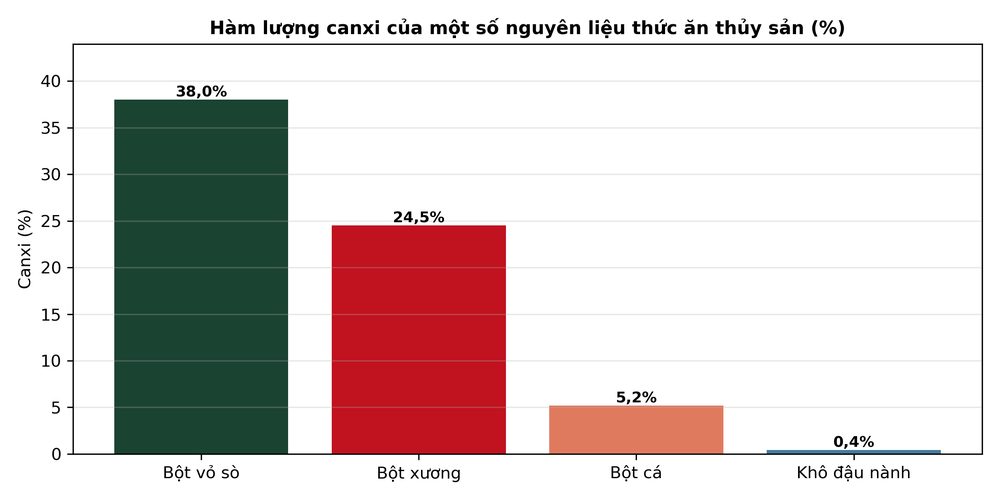 Hàm lượng canxi của một số nguyên liệu thức ăn thủy sản (%)
Canxi (%)
40
35
30
25
20
15
10
5
0
38,0%
24,5%
5,2%
0,4%
Bột vỏ sò
Bột xương
Bột cá
Khô đậu nành